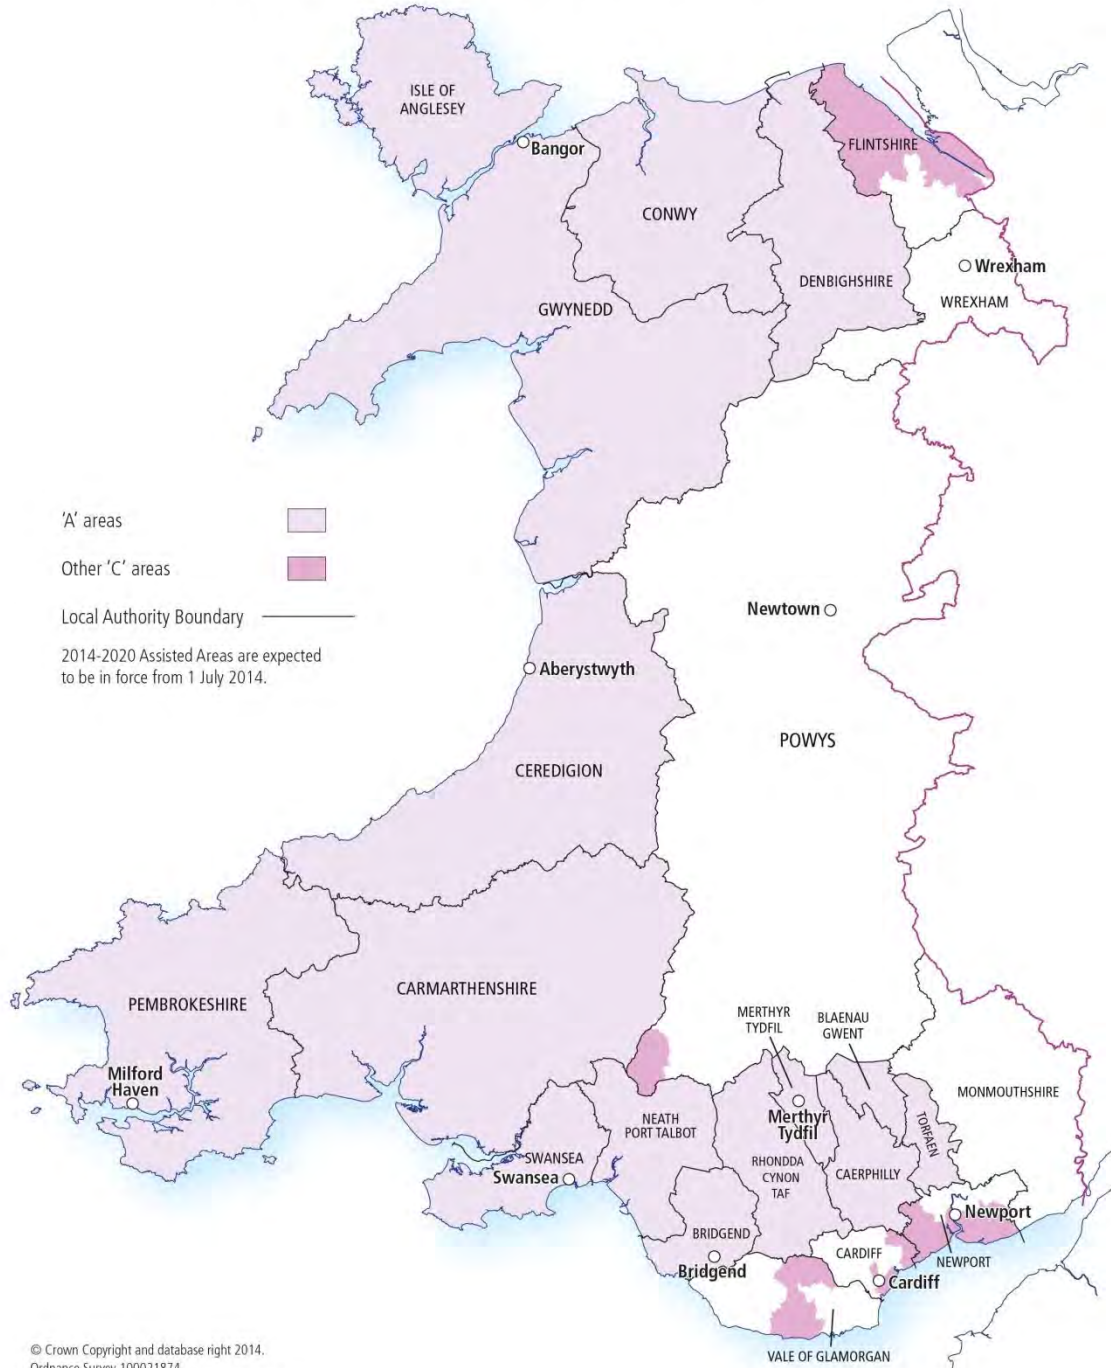 ISLE OF
ANGLESEY
Bangor
FLINTSHIRE
CONWY
Wrexham
DENBIGHSHIRE
WREXHAM
GWYNEDD
'A' areas
Other 'C' areas
Local Authority Boundary
2014-2020 Assisted Areas are expected
to be in force from 1 July 2014.
Newtown
Aberystwyth
POWYS
CEREDIGION
CARMARTHENSHIRE
PEMBROKESHIRE
MERTHYR
TYDFIL
BLAENAU
GWENT
Milford
Haven
MONMOUTHSHIRE
NEATH
PORT TALBOT
Merthyr
Tydfil
TORFAEN
SWANSEA
Swansea
RHONDDA
CYNON
TAF
CAERPHILLY
Newport
BRIDGEND
CARDIFF
NEWPORT
Bridgend
Cardiff
VALE OF GLAMORGAN
© Crown Copyright and database right 2014.
Ordnance Survey 100021874